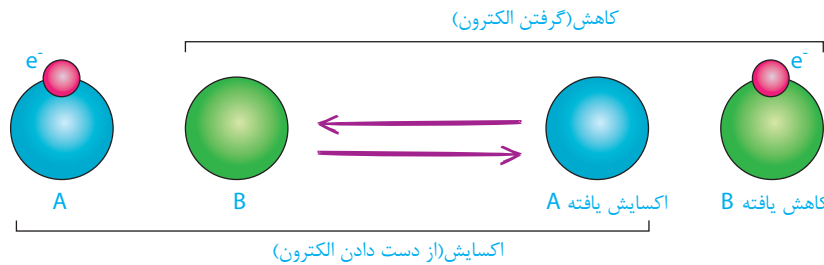 کاهش(گرفتن الکترون)
e-
e-
A
B
A اکسایش یافته
B کاهش یافته
اکسایش(از دست دادن الکترون)